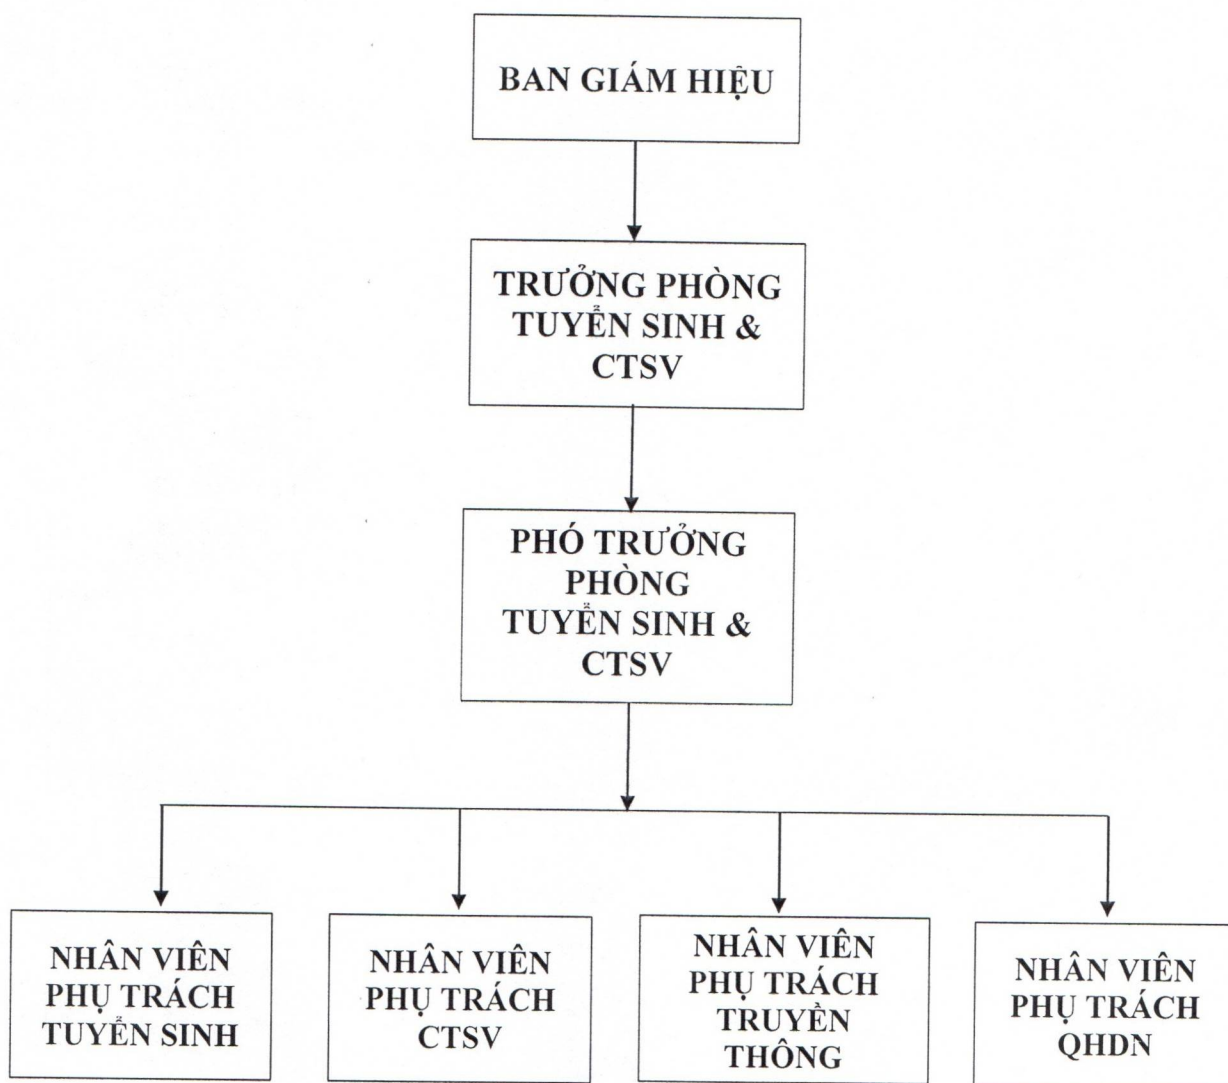 BAN GIÁM HIỆU
TRƯỞNG PHÒNG
TUYỂN SINH &
CTSV
PHÓ TRƯỞNG
PHÒNG
TUYỂN SINH &
CTSV
NHÂN VIÊN
PHỤ TRÁCH
TUYỂN SINH
NHÂN VIÊN
PHỤ TRÁCH
CTSV
NHÂN VIÊN
PHỤ TRÁCH
TRUYỀN
THÔNG
NHÂN VIÊN
PHỤ TRÁCH
QHDN